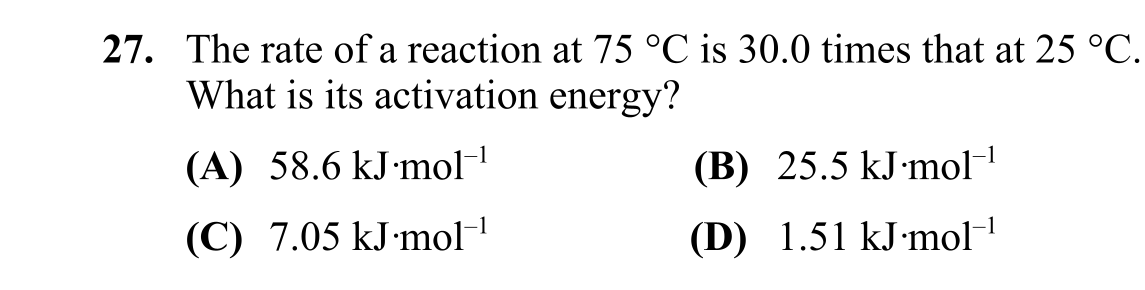 27. The rate of a reaction at 75 °C is 30.0 times that at 25 °C.
What is its activation energy?
(A) 58.6 kJ·mol⁻¹ (B) 25.5 kJ·mol⁻¹
(C) 7.05 kJ·mol⁻¹ (D) 1.51 kJ·mol⁻¹